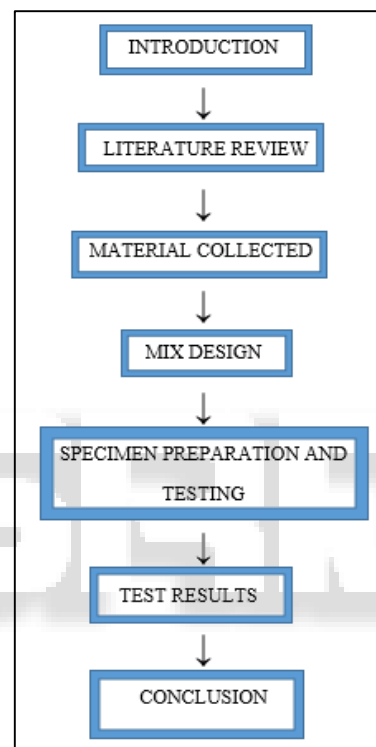 INTRODUCTION
LITERATURE REVIEW
MATERIAL COLLECTED
MIX DESIGN
SPECIMEN PREPARATION AND
TESTING
TEST RESULTS
CONCLUSION